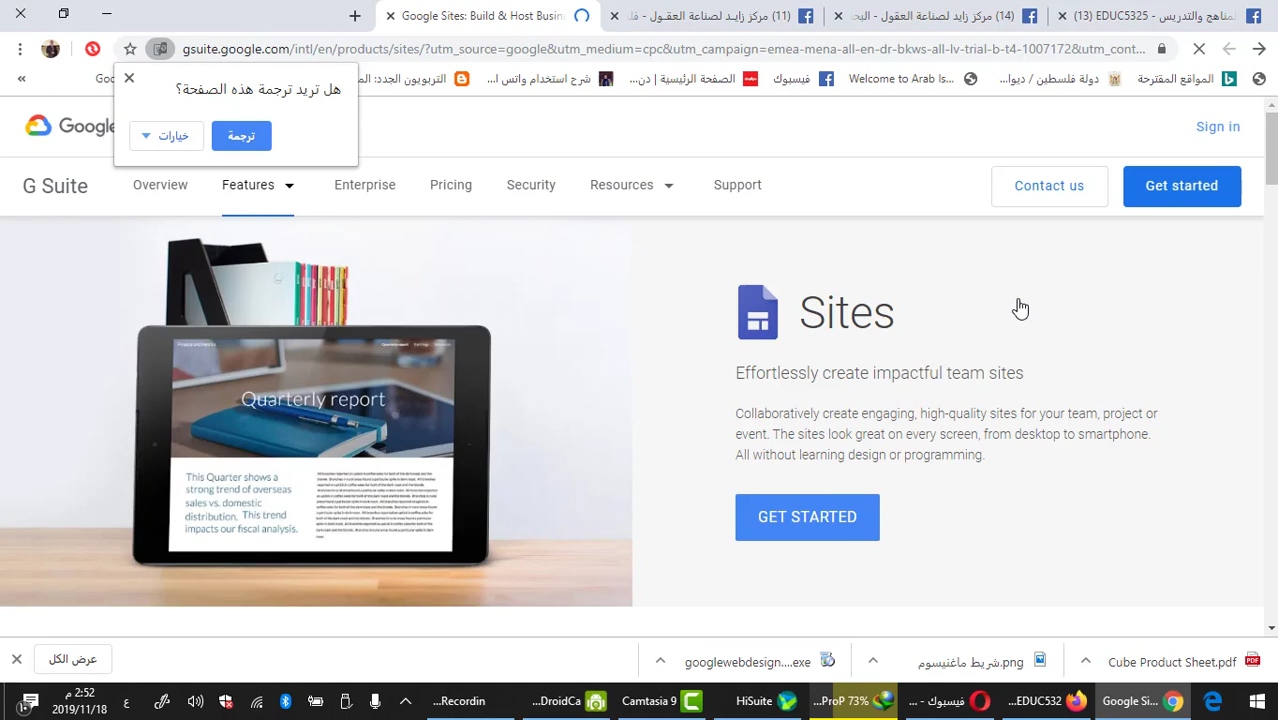 Google Sites: Build & Host Busin
(11) مركز زايد لصناعة العقول - فل
(14) مركز زايد لصناعة العقول - البح
(13) EDUC5325 - المناهج والتدريس
gsuite.google.com/intl/en/products/sites/?utm_source=google&utm_medium=cpc&utm_campaign=emea-mena-all-en-dr-bkws-all-lv-trial-b-t4-1007172&utm_cont...
المواقع المقترحة
دولة فلسطين / ديوا...
Welcome to Arab Is...
فيسبوك
الصفحة الرئيسية | دن...
شرح استخدام واتس ا...
التربويون الجدد: الم
Goo
«
هل تريد ترجمة هذه الصفحة؟
ترجمة
خيارات
Google
Sign in
G Suite
Overview
Features
Enterprise
Pricing
Security
Resources
Support
Contact us
Get started
Sites
Effortlessly create impactful team sites
Collaboratively create engaging, high-quality sites for your team, project or
event. The sites look great on every screen, from desktop to smartphone.
All without learning design or programming.
GET STARTED
Quarterly report
This Quarter shows a
strong trend of overseas
sales vs. domestic
distribution. This trend
impacts our fiscal analysis.
Cube Product Sheet.pdf
شريط ماغنيسوم.png
googlewebdesign....exe
عرض الكل
2:52 م
2019/11/18
ع
Recordin...
DroidCa...
Camtasia 9
HiSuite
ProP 73%...
فيسبوك - ...
EDUC532...
Google Si...